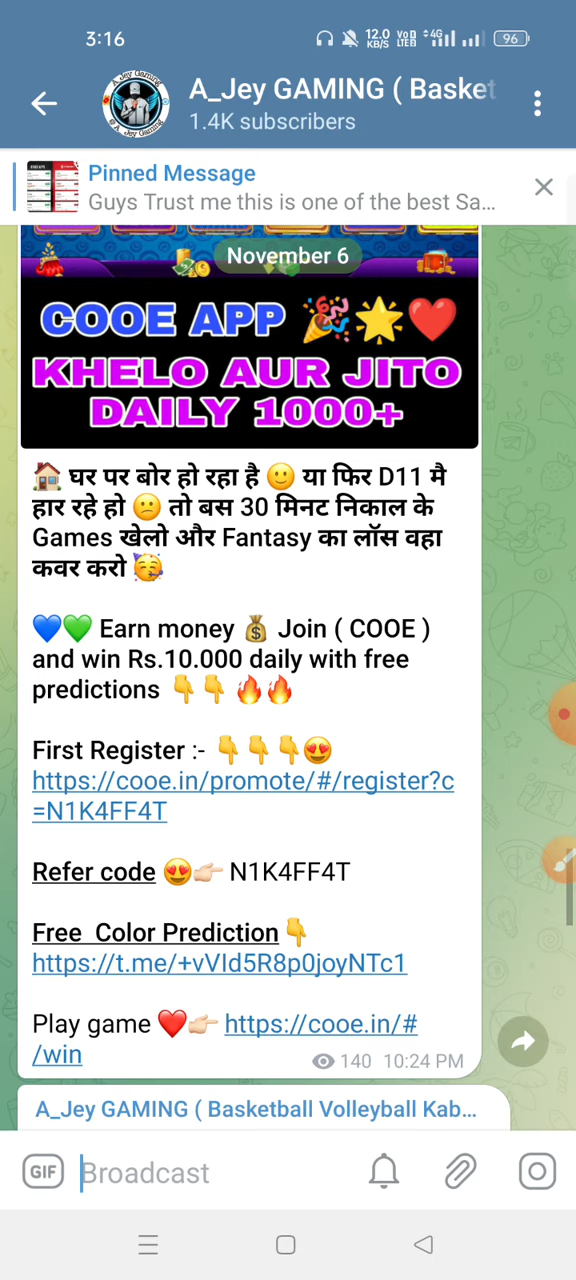 3:16
12.0 KB/S
VoD LTE
4G
96
A_Jey GAMING ( Basket
1.4K subscribers
Pinned Message
Guys Trust me this is one of the best Sa...
November 6
COOE APP 🎉🌟❤️
KHELO AUR JITO
DAILY 1000+
🏠 घर पर बोर हो रहा है 🙂 या फिर D11 मै
हार रहे हो 😕 तो बस 30 मिनट निकाल के
Games खेलो और Fantasy का लॉस वहा
कवर करो 🥳
💙💚 Earn money 💰 Join ( COOE )
and win Rs.10.000 daily with free
predictions 👇👇🔥🔥
First Register :- 👇👇👇😍
https://cooe.in/promote/#/register?c
=N1K4FF4T
Refer code 😍👉🏻 N1K4FF4T
Free Color Prediction👇
https://t.me/+vVId5R8p0joyNTc1
Play game ❤️👉🏻 https://cooe.in/#
/win
140 10:24 PM
A_Jey GAMING ( Basketball Volleyball Kab...
GIF Broadcast